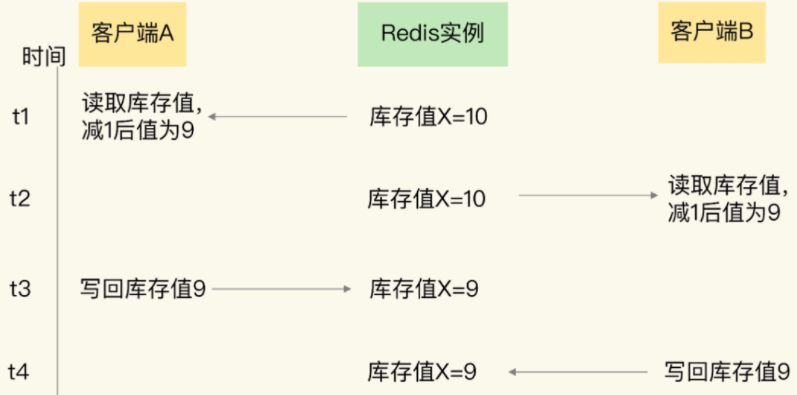 客户端A
Redis实例
客户端B
时间
t1
读取库存值，
减1后值为9
库存值X=10
t2
库存值X=10
读取库存值，
减1后值为9
t3
写回库存值9
库存值X=9
t4
库存值X=9
写回库存值9